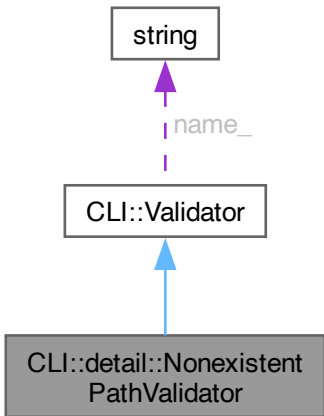 string
name_
CLI::Validator
CLI::detail::Nonexistent
PathValidator